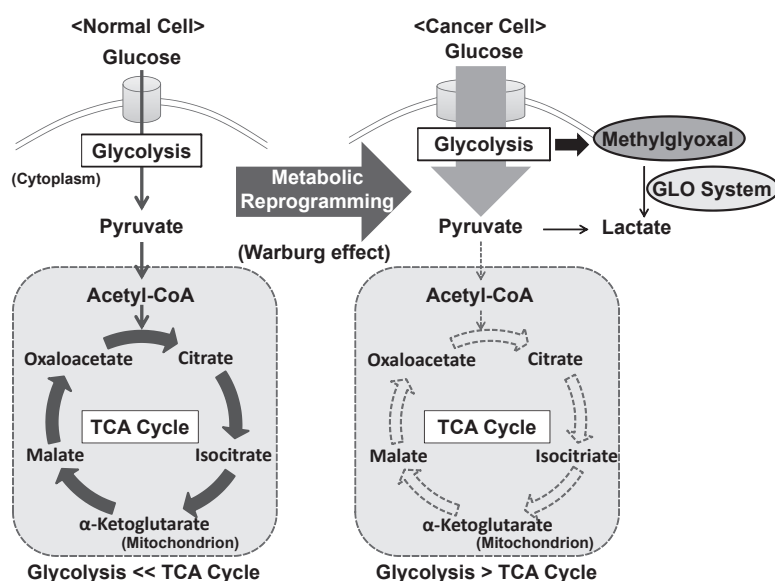 <Normal Cell>
Glucose
Glycolysis
(Cytoplasm)
Pyruvate
Acetyl-CoA
Oxaloacetate
Citrate
TCA Cycle
Malate
Isocitrate
α-Ketoglutarate
(Mitochondrion)
Glycolysis << TCA Cycle
Metabolic
Reprogramming
(Warburg effect)
<Cancer Cell>
Glucose
Glycolysis
Methylglyoxal
GLO System
Pyruvate
Lactate
Acetyl-CoA
Oxaloacetate
Citrate
TCA Cycle
Malate
Isocitriate
α-Ketoglutarate
(Mitochondrion)
Glycolysis > TCA Cycle